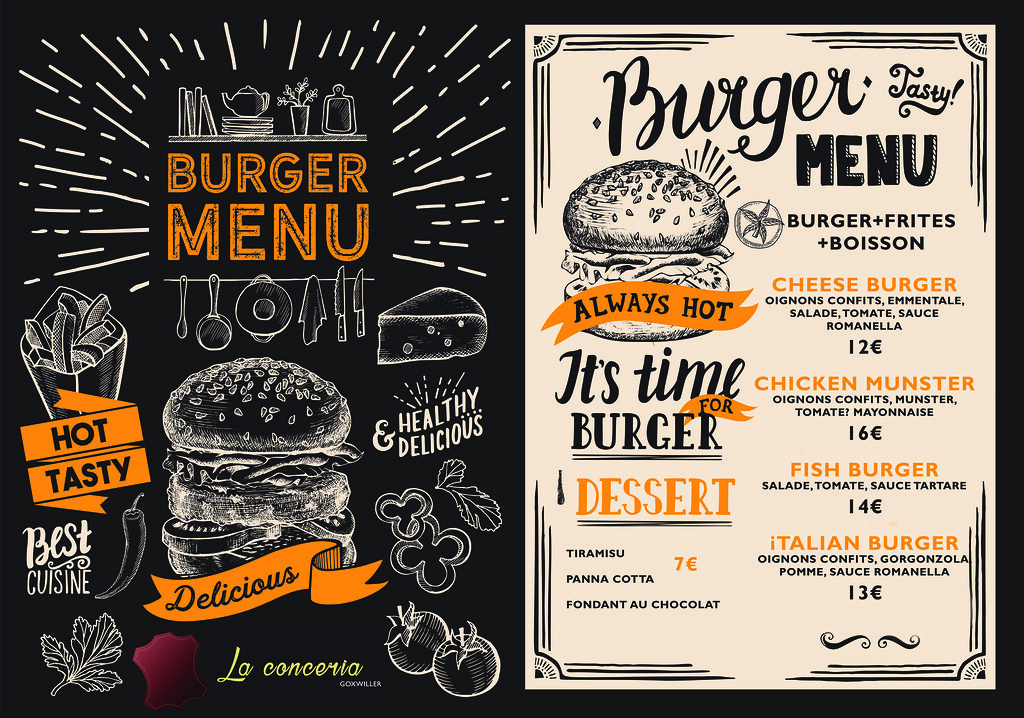 BURGER
MENU
HOT
TASTY
& HEALTHY
DELICIOUS
BEST
CUISINE
Delicious
La conceria
GOXWILLER
Burger
Tasty!
MENU
BURGER+FRITES
+BOISSON
ALWAYS HOT
CHEESE BURGER
OIGNONS CONFITS, EMMENTALE,
SALADE, TOMATE, SAUCE
ROMANELLA
12€
It's time
FOR
BURGER
CHICKEN MUNSTER
OIGNONS CONFITS, MUNSTER,
TOMATE? MAYONNAISE
16€
FISH BURGER
SALADE, TOMATE, SAUCE TARTARE
14€
iTALIAN BURGER
OIGNONS CONFITS, GORGONZOLA
POMME, SAUCE ROMANELLA
13€
DESSERT
TIRAMISU
7€
PANNA COTTA
FONDANT AU CHOCOLAT